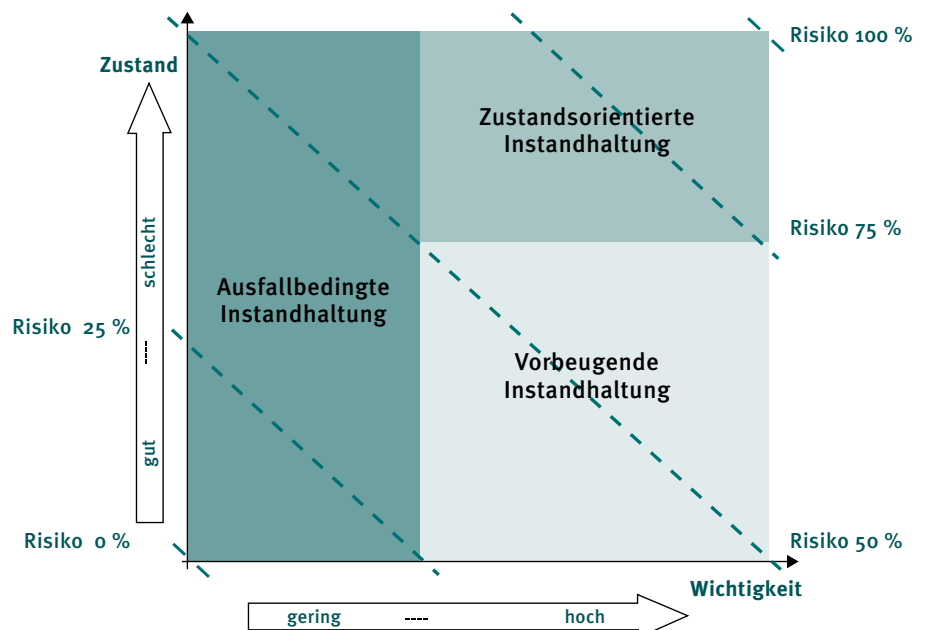 Risiko 100 %
Zustand
Zustandsorientierte
Instandhaltung
Risiko 75 %
schlecht
----
gut
Ausfallbedingte
Instandhaltung
Risiko 25 %
Vorbeugende
Instandhaltung
Risiko 0 %
Risiko 50 %
Wichtigkeit
gering ---- hoch